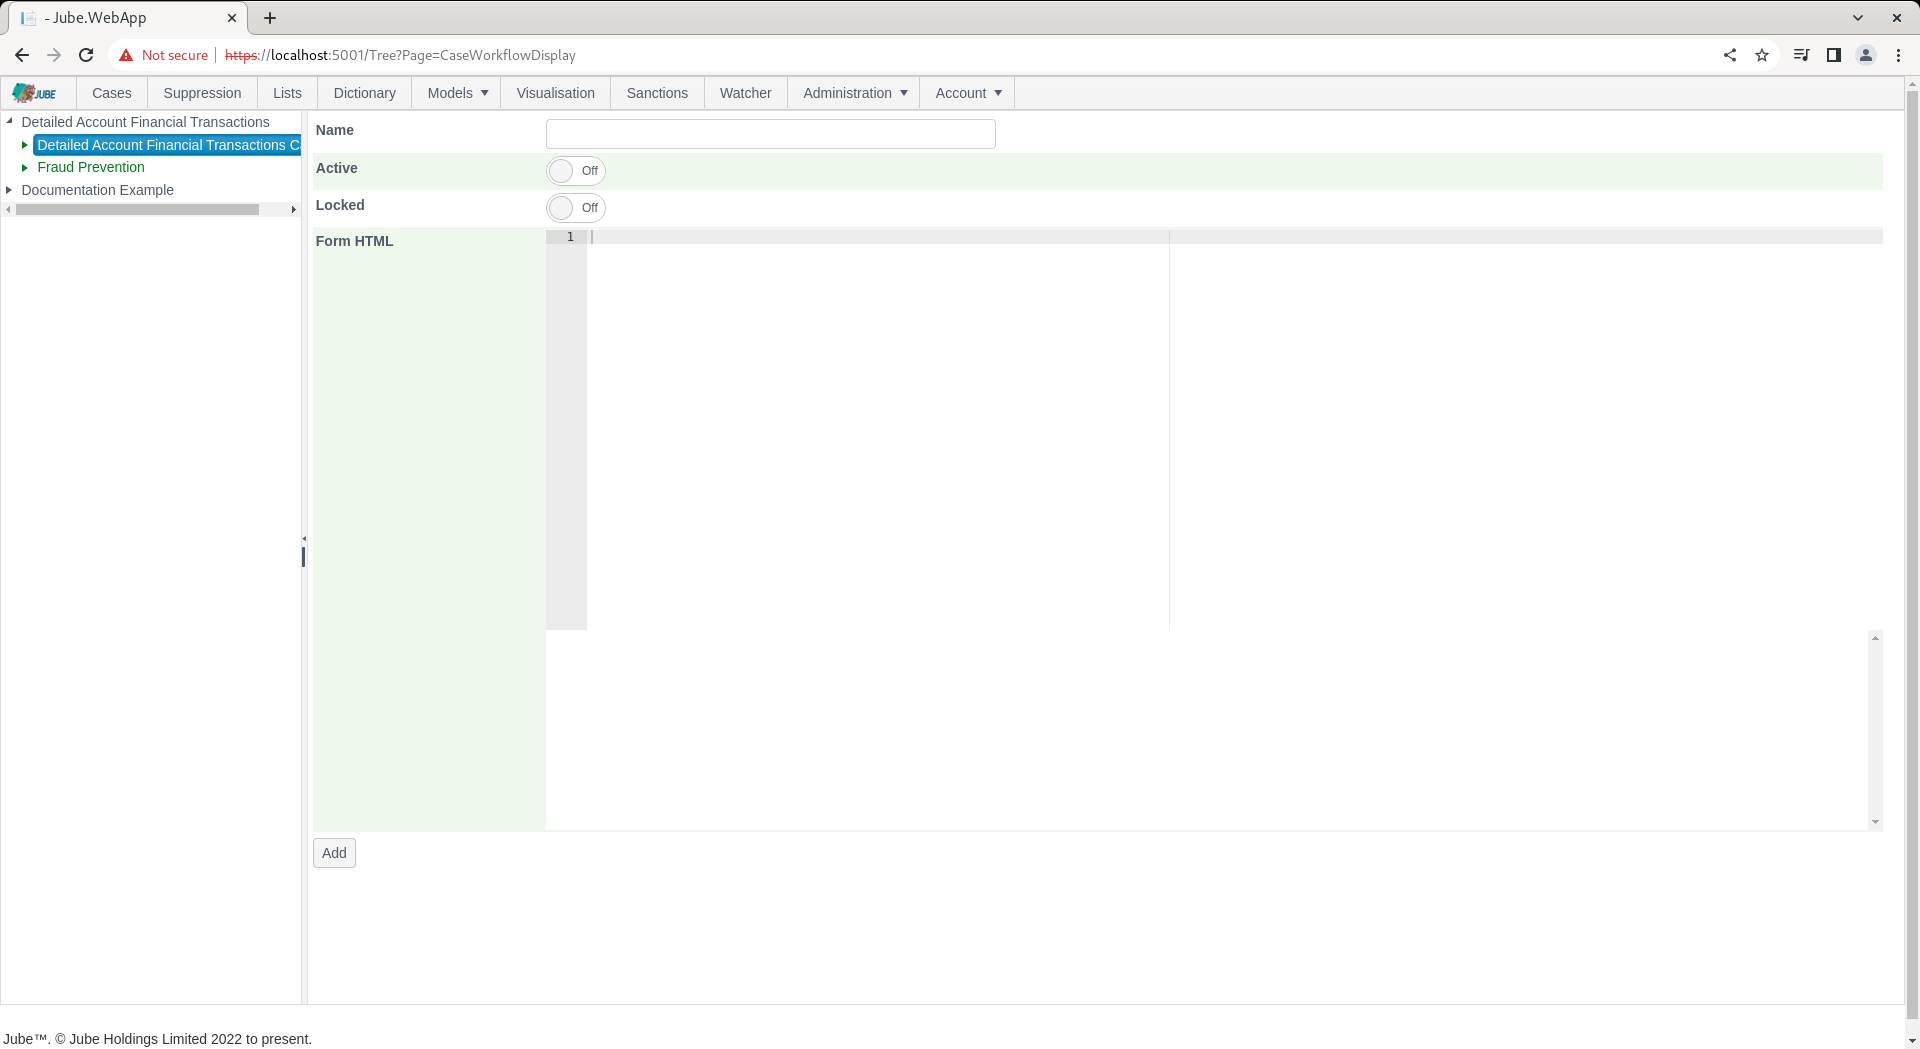 - Jube.WebApp
Not secure https://localhost:5001/Tree?Page=CaseWorkflowDisplay
JUBE Cases Suppression Lists Dictionary Models Visualisation Sanctions Watcher Administration Account
Detailed Account Financial Transactions
Detailed Account Financial Transactions Ca
Fraud Prevention
Documentation Example
Name
Active Off
Locked Off
Form HTML 1
Add
Jube™. © Jube Holdings Limited 2022 to present.